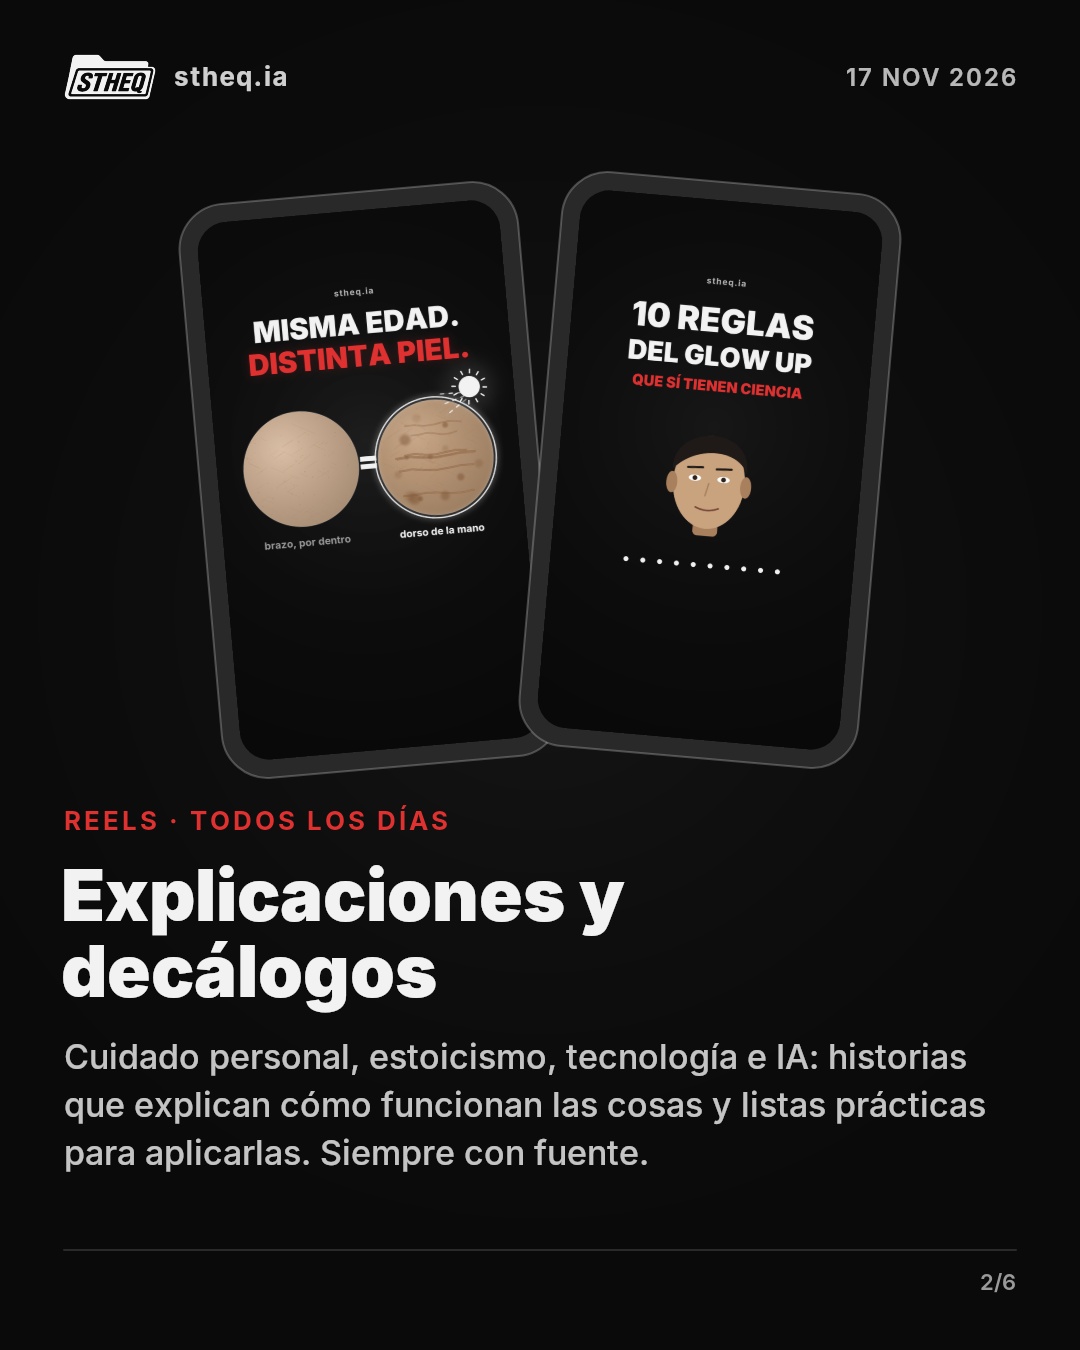 STHEQ
stheq.ia
17 NOV 2026
stheq.ia
MISMA EDAD.
DISTINTA PIEL.
brazo, por dentro
dorso de la mano
stheq.ia
10 REGLAS
DEL GLOW UP
QUE SÍ TIENEN CIENCIA
REELS · TODOS LOS DÍAS
Explicaciones y
decálogos
Cuidado personal, estoicismo, tecnología e IA: historias
que explican cómo funcionan las cosas y listas prácticas
para aplicarlas. Siempre con fuente.
2/6